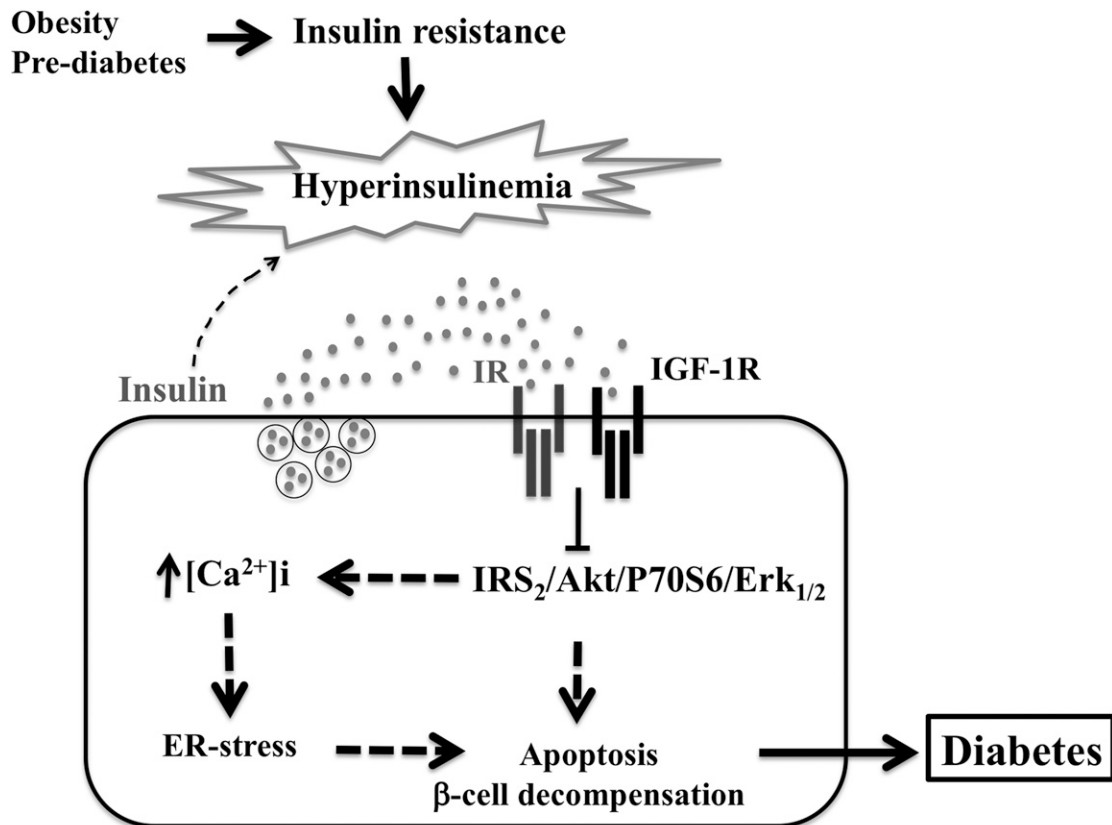 Obesity
Pre-diabetes
Insulin resistance
Hyperinsulinemia
Insulin
IR
IGF-1R
[Ca²⁺]i
IRS₂/Akt/P70S6/Erk₁/₂
ER-stress
Apoptosis
β-cell decompensation
Diabetes